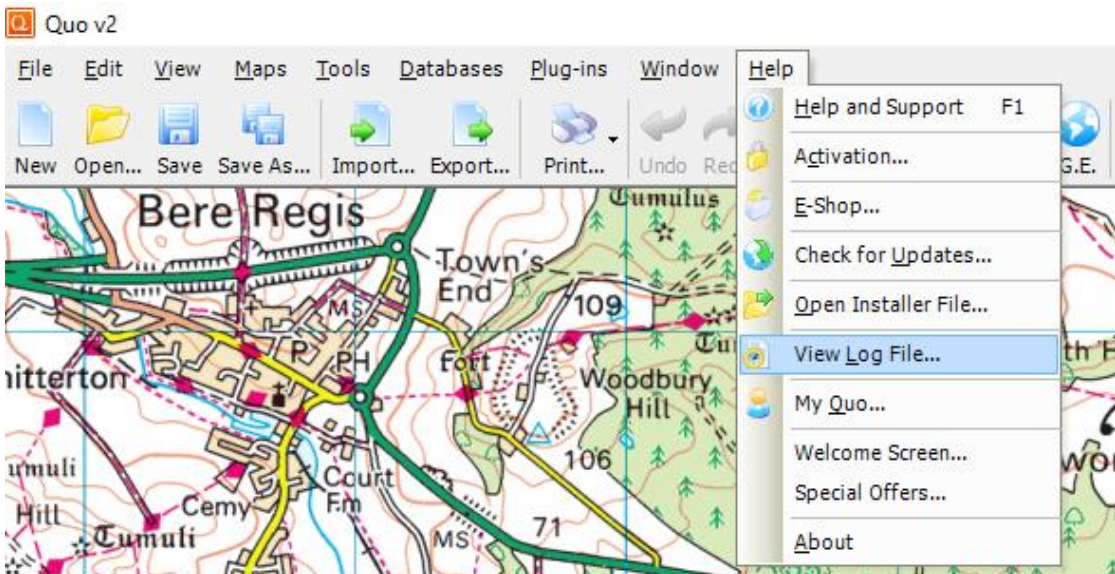 Quo v2
File Edit View Maps Tools Databases Plug-ins Window Help
New Open... Save Save As... Import... Export... Print... Undo G.E.
Help and Support F1
Activation...
E-Shop...
Check for Updates...
Open Installer File...
View Log File...
My Quo...
Welcome Screen...
Special Offers...
About
Bere Regis
Tumulus
Town's
End
109
MS
P
PH
fort
Woodbury
Hill
106
Court
Fm
Cemy
Hill
Tumuli
MS
71